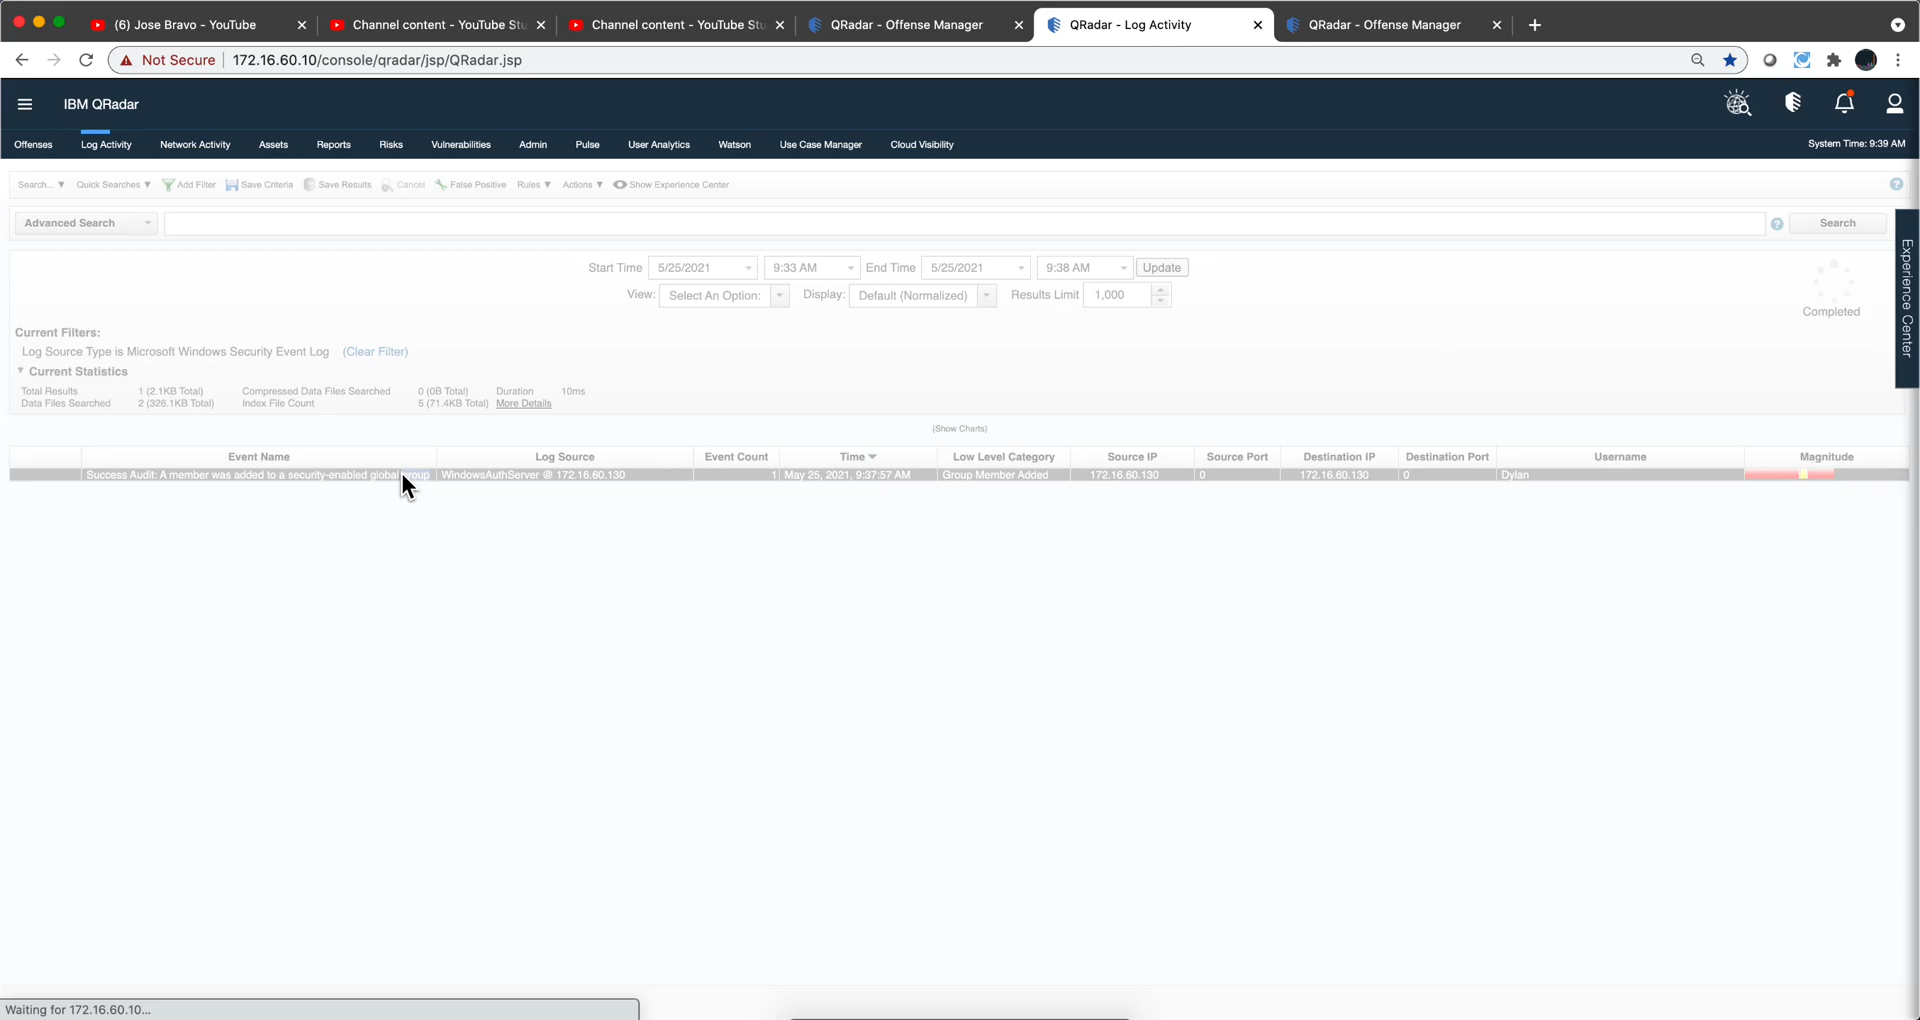 (6) Jose Bravo - YouTube
Channel content - YouTube Stu
Channel content - YouTube Stu
QRadar - Offense Manager
QRadar - Log Activity
QRadar - Offense Manager
Not Secure 172.16.60.10/console/qradar/jsp/QRadar.jsp
IBM QRadar
Offenses Log Activity Network Activity Assets Reports Risks Vulnerabilities Admin Pulse User Analytics Watson Use Case Manager Cloud Visibility System Time: 9:39 AM
Search... Quick Searches Add Filter Save Criteria Save Results Cancel False Positive Rules Actions Show Experience Center ?
Advanced Search ? Search
Experience Center
Start Time 5/25/2021 9:33 AM End Time 5/25/2021 9:38 AM Update
View: Select An Option: Display: Default (Normalized) Results Limit 1,000
Completed
Current Filters:
Log Source Type is Microsoft Windows Security Event Log (Clear Filter)
Current Statistics
Total Results 1 (2.1KB Total) Compressed Data Files Searched 0 (0B Total) Duration 10ms
Data Files Searched 2 (326.1KB Total) Index File Count 5 (71.4KB Total) More Details
(Show Charts)
Event Name Log Source Event Count Time Low Level Category Source IP Source Port Destination IP Destination Port Username Magnitude
Success Audit: A member was added to a security-enabled global group WindowsAuthServer @ 172.16.60.130 1 May 25, 2021, 9:37:57 AM Group Member Added 172.16.60.130 0 172.16.60.130 0 Dylan
Waiting for 172.16.60.10...